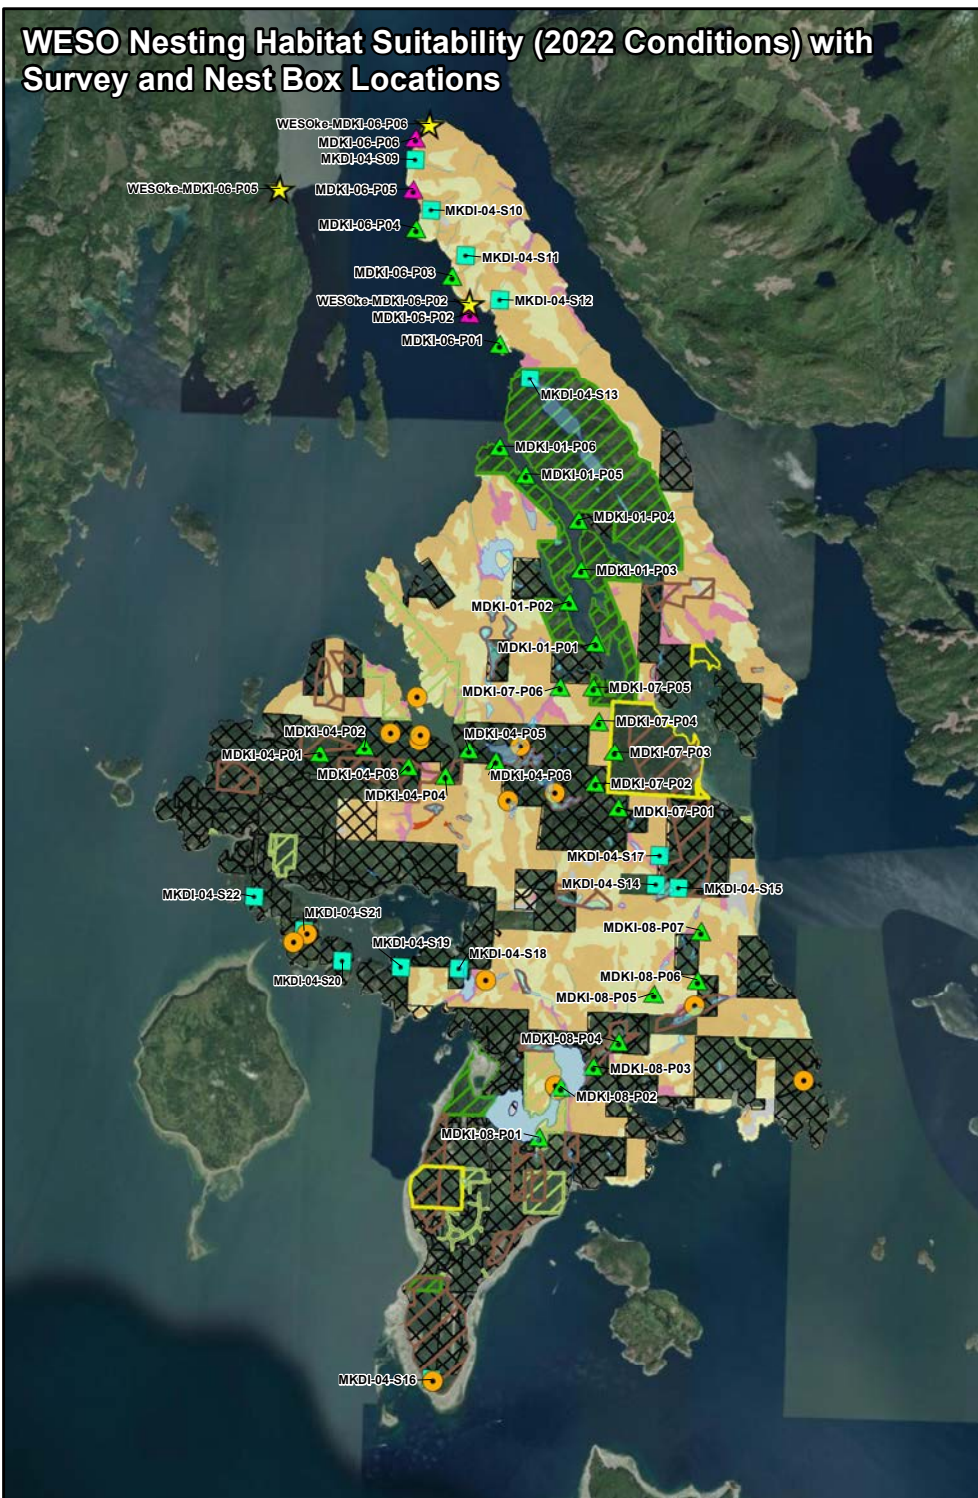 WESO Nesting Habitat Suitability (2022 Conditions) with
Survey and Nest Box Locations
WESOke-MDKI-06-P06
MDKI-06-P06
MKDI-04-S09
WESOke-MDKI-06-P05
MDKI-06-P05
MKDI-04-S10
MDKI-06-P04
MKDI-04-S11
MDKI-06-P03
WESOke-MDKI-06-P02
MKDI-04-S12
MDKI-06-P02
MDKI-06-P01
MKDI-04-S13
MDKI-01-P06
MDKI-01-P05
MDKI-01-P04
MDKI-01-P03
MDKI-01-P02
MDKI-01-P01
MDKI-07-P06
MDKI-07-P05
MDKI-07-P04
MDKI-04-P02
MDKI-04-P05
MDKI-04-P01
MDKI-07-P03
MDKI-04-P03
MDKI-04-P06
MDKI-07-P02
MDKI-04-P04
MDKI-07-P01
MKDI-04-S17
MKDI-04-S14
MKDI-04-S15
MKDI-04-S22
MKDI-04-S21
MDKI-08-P07
MKDI-04-S19
MKDI-04-S18
MKDI-04-S20
MDKI-08-P06
MDKI-08-P05
MDKI-08-P04
MDKI-08-P03
MDKI-08-P02
MDKI-08-P01
MKDI-04-S16